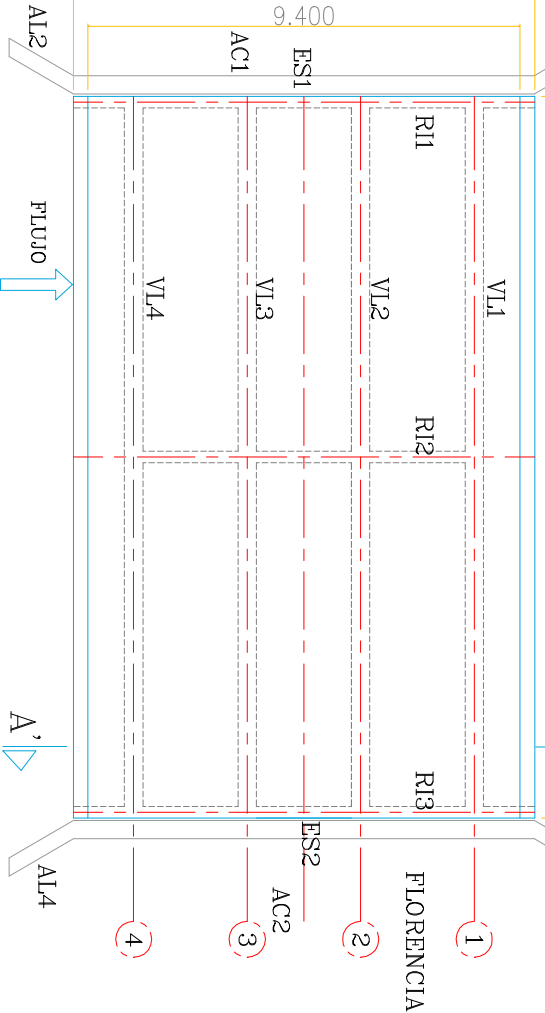 9.400
AL2
AC1
ES1
RI1
FLUJO
VL4
VL3
VL2
VL1
RI2
A'
RI3
ES2
AL4
AC2
FLORENCIA
4
3
2
1